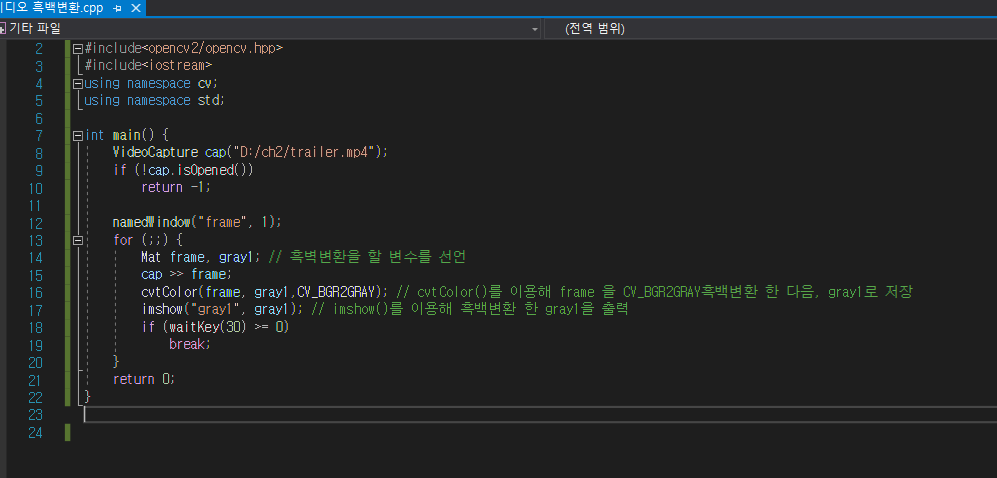 디오 흑백변환.cpp
기타 파일
(전역 범위)
2 #include<opencv2/opencv.hpp>
3 #include<iostream>
4 using namespace cv;
5 using namespace std;
6
7 int main() {
8 VideoCapture cap("D:/ch2/trailer.mp4");
9 if (!cap.isOpened())
10 return -1;
11
12 namedWindow("frame", 1);
13 for (;;) {
14 Mat frame, gray1; // 흑벽변환을 할 변수를 선언
15 cap >> frame;
16 cvtColor(frame, gray1,CV_BGR2GRAY); // cvtColor()를 이용해 frame 을 CV_BGR2GRAY흑백변환 한 다음, gray1로 저장
17 imshow("gray1", gray1); // imshow()를 이용해 흑백변환 한 gray1을 출력
18 if (waitKey(30) >= 0)
19 break;
20 }
21 return 0;
22 }
23
24